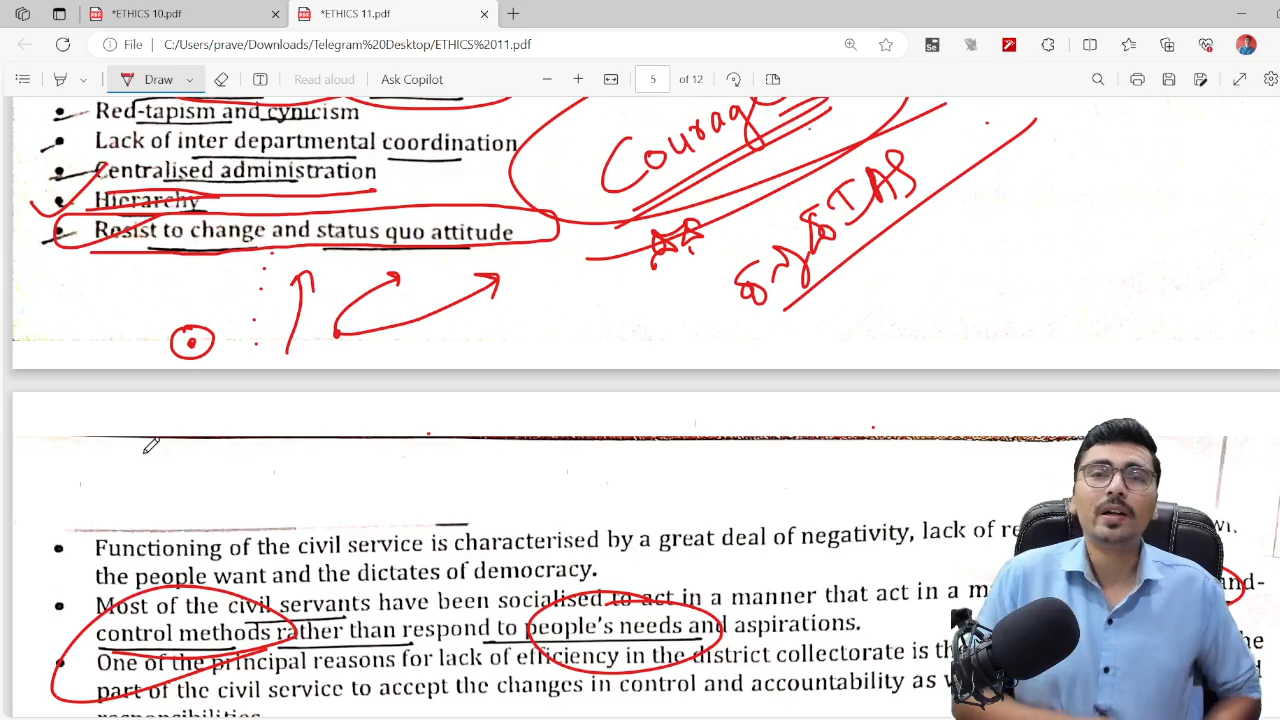 *ETHICS 10.pdf
*ETHICS 11.pdf
File
C:/Users/prave/Downloads/Telegram%20Desktop/ETHICS%2011.pdf
Draw
Read aloud
Ask Copilot
5 of 12
• Red-tapism and cynicism
• Lack of inter departmental coordination
• Centralised administration
• Hierarchy
• Resist to change and status quo attitude
Courage
IAS
• Functioning of the civil service is characterised by a great deal of negativity, lack of
the people want and the dictates of democracy.
• Most of the civil servants have been socialised to act in a manner that act in a and-
control methods rather than respond to people's needs and aspirations.
• One of the principal reasons for lack of efficiency in the district collectorate is the
part of the civil service to accept the changes in control and accountability as
responsibilities